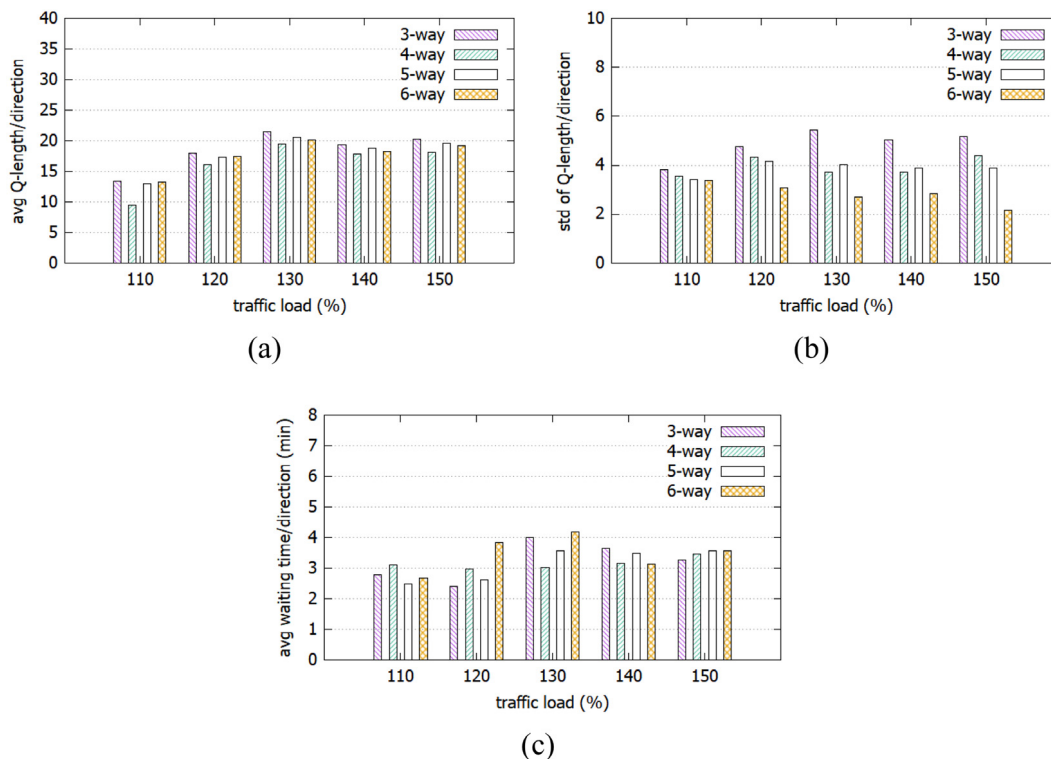 40
35
30
25
20
15
10
5
0
avg Q-length/direction
3-way
4-way
5-way
6-way
110 120 130 140 150
traffic load (%)
(a)
10
8
6
4
2
0
std of Q-length/direction
3-way
4-way
5-way
6-way
110 120 130 140 150
traffic load (%)
(b)
8
7
6
5
4
3
2
1
0
avg waiting time/direction (min)
3-way
4-way
5-way
6-way
110 120 130 140 150
traffic load (%)
(c)